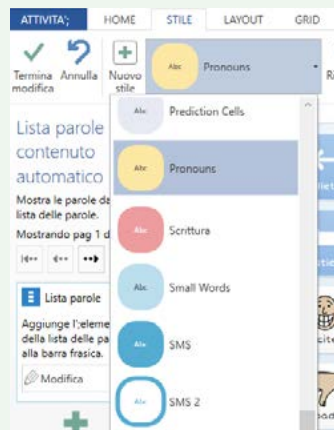 ATTIVITA'; HOME STILE LAYOUT GRID
Termina modifica
Annulla
Nuovo stile
Abc Pronouns
Lista parole
contenuto
automatico
Mostra le parole da
lista delle parole.
Mostrando pag 1 d
Lista parole
Aggiunge l';eleme
della lista delle pa
alla barra frasica.
Modifica
Abc Prediction Cells
Abc Pronouns
Abc Scrittura
Abc Small Words
Abc SMS
Abc SMS 2